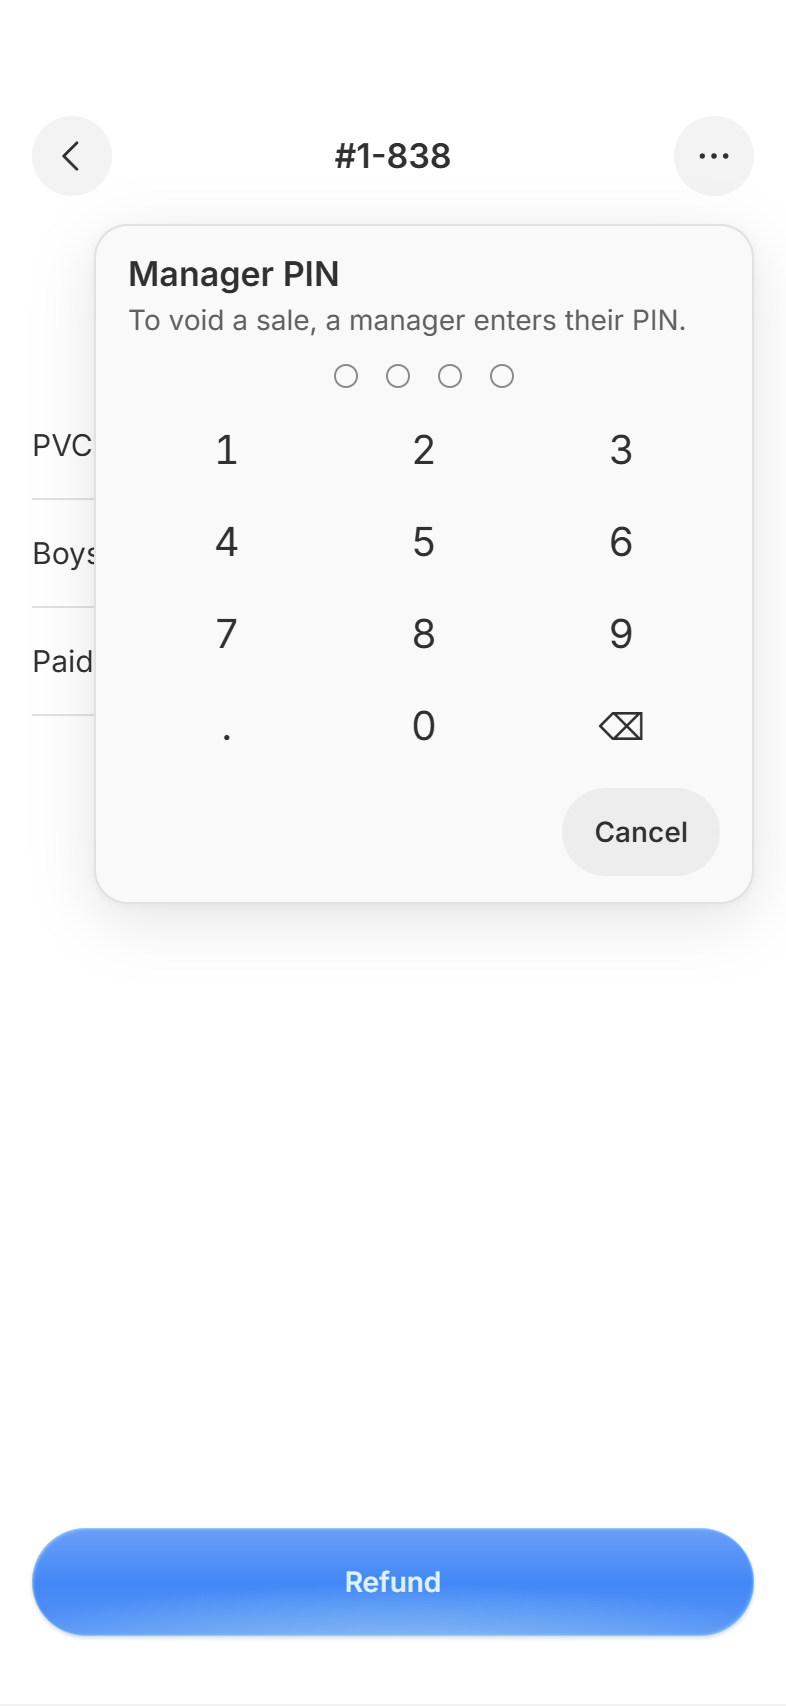 #1-838
Manager PIN
To void a sale, a manager enters their PIN.
PVC
1 2 3
Boys
4 5 6
Paid
7 8 9
. 0 ⌫
Cancel
Refund